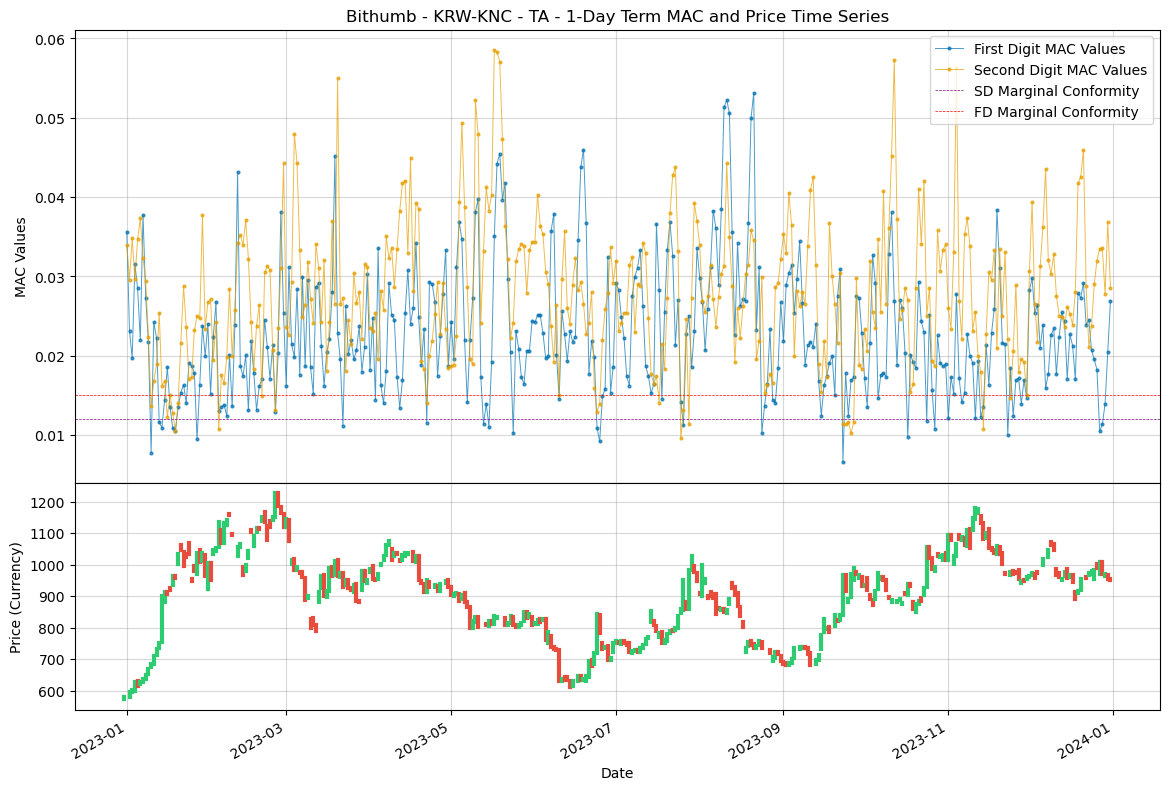 Bithumb - KRW-KNC - TA - 1-Day Term MAC and Price Time Series
First Digit MAC Values
Second Digit MAC Values
SD Marginal Conformity
FD Marginal Conformity
MAC Values
0.06
0.05
0.04
0.03
0.02
0.01
Price (Currency)
1200
1100
1000
900
800
700
600
2023-01
2023-03
2023-05
2023-07
2023-09
2023-11
2024-01
Date